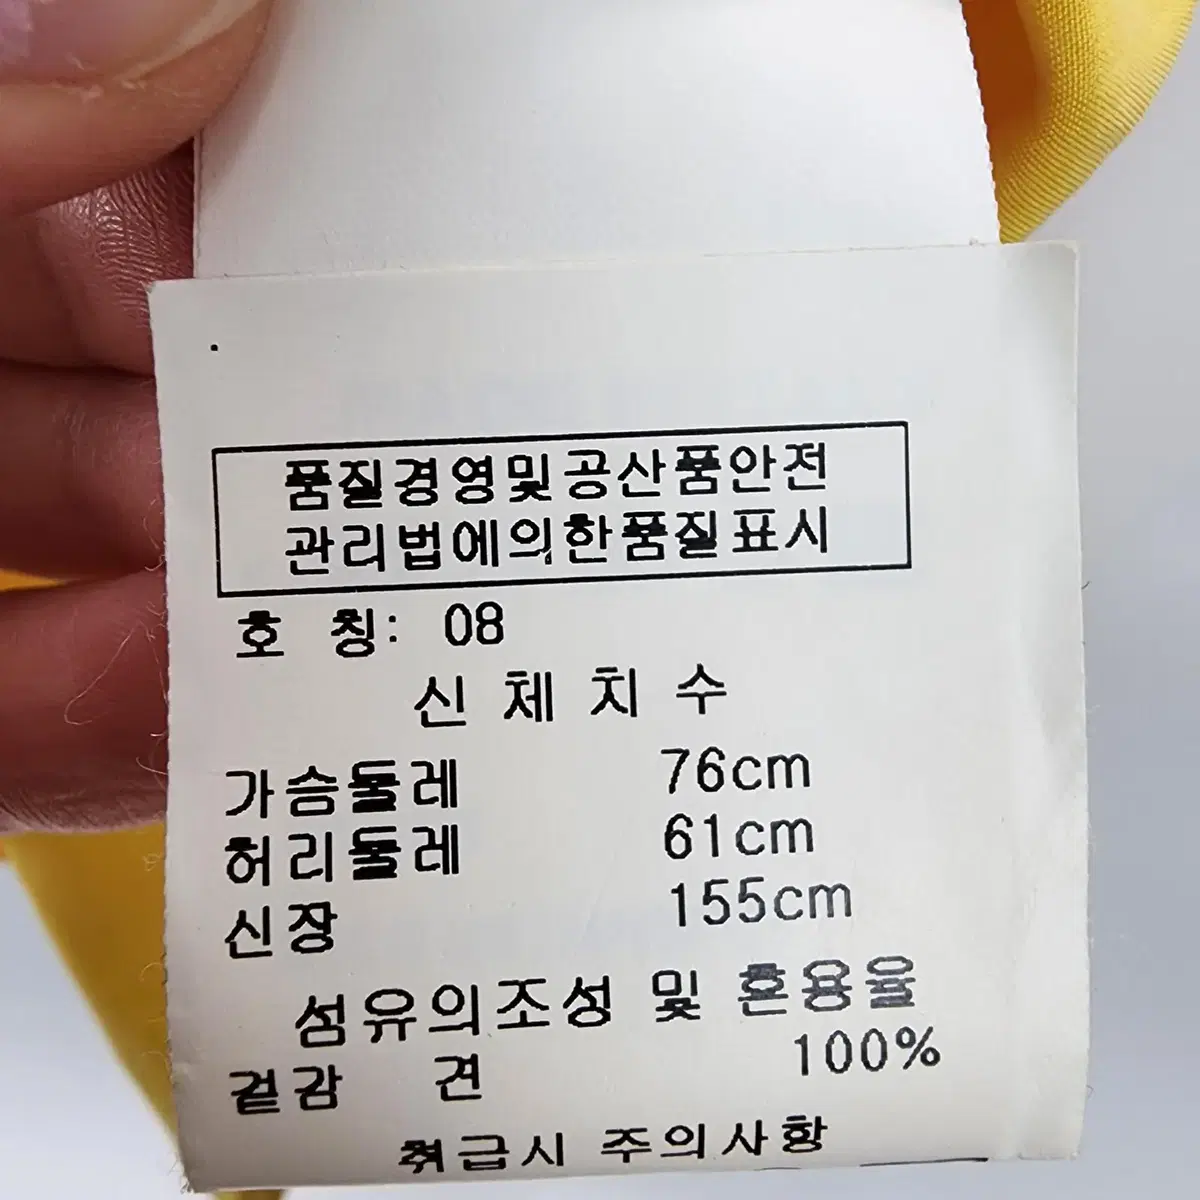 품질경영및공산품안전
관리법에의한품질표시
호 칭: 08
신 체 치 수
가슴둘레 76cm
허리둘레 61cm
신장 155cm
섬유의조성 및 혼용율
겉감 견 100%
취급시 주의사항